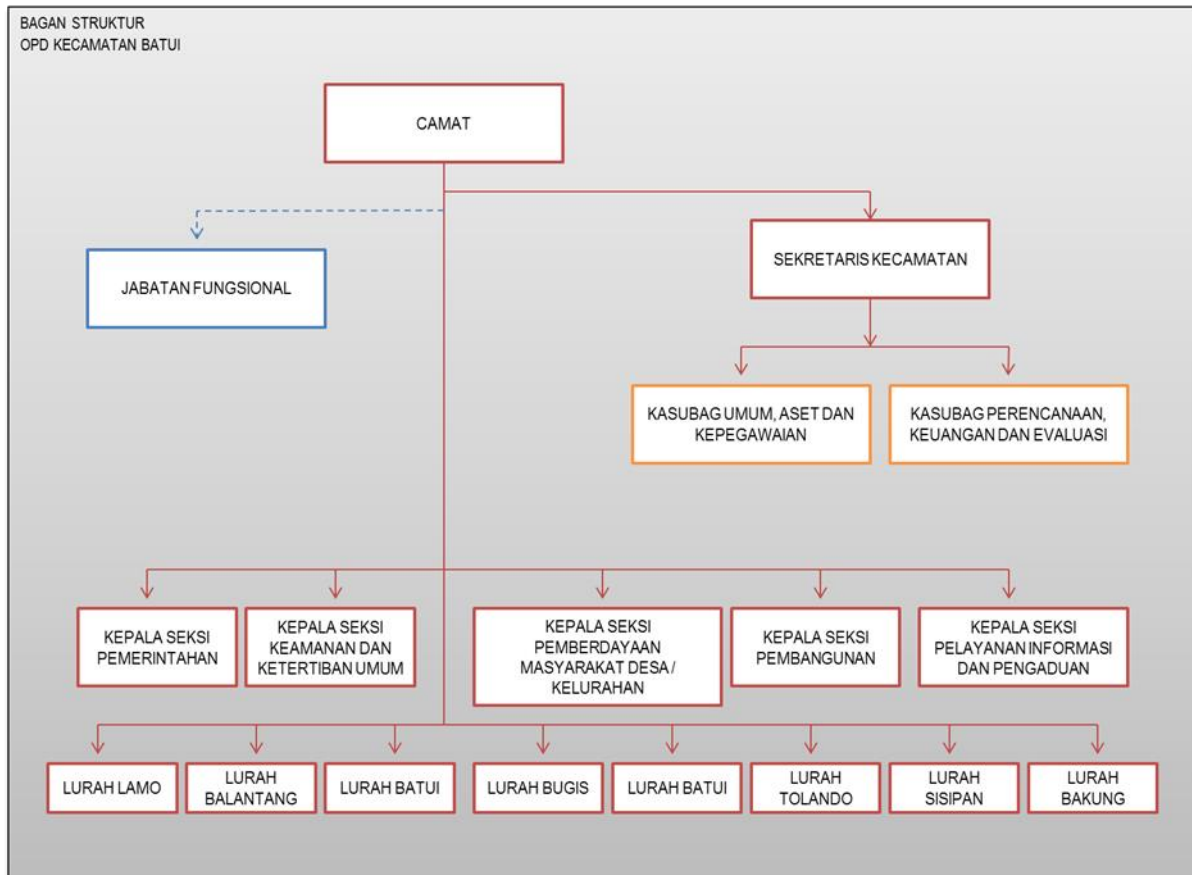 BAGAN STRUKTUR
OPD KECAMATAN BATUI
CAMAT
SEKRETARIS KECAMATAN
JABATAN FUNGSIONAL
KASUBAG UMUM, ASET DAN
KEPEGAWAIAN
KASUBAG PERENCANAAN,
KEUANGAN DAN EVALUASI
KEPALA SEKSI
PEMERINTAHAN
KEPALA SEKSI
KEAMANAN DAN
KETERTIBAN UMUM
KEPALA SEKSI
PEMBERDAYAAN
MASYARAKAT DESA /
KELURAHAN
KEPALA SEKSI
PEMBANGUNAN
KEPALA SEKSI
PELAYANAN INFORMASI
DAN PENGADUAN
LURAH LAMO
LURAH
BALANTANG
LURAH BATUI
LURAH BUGIS
LURAH BATUI
LURAH
TOLANDO
LURAH
SISIPAN
LURAH
BAKUNG